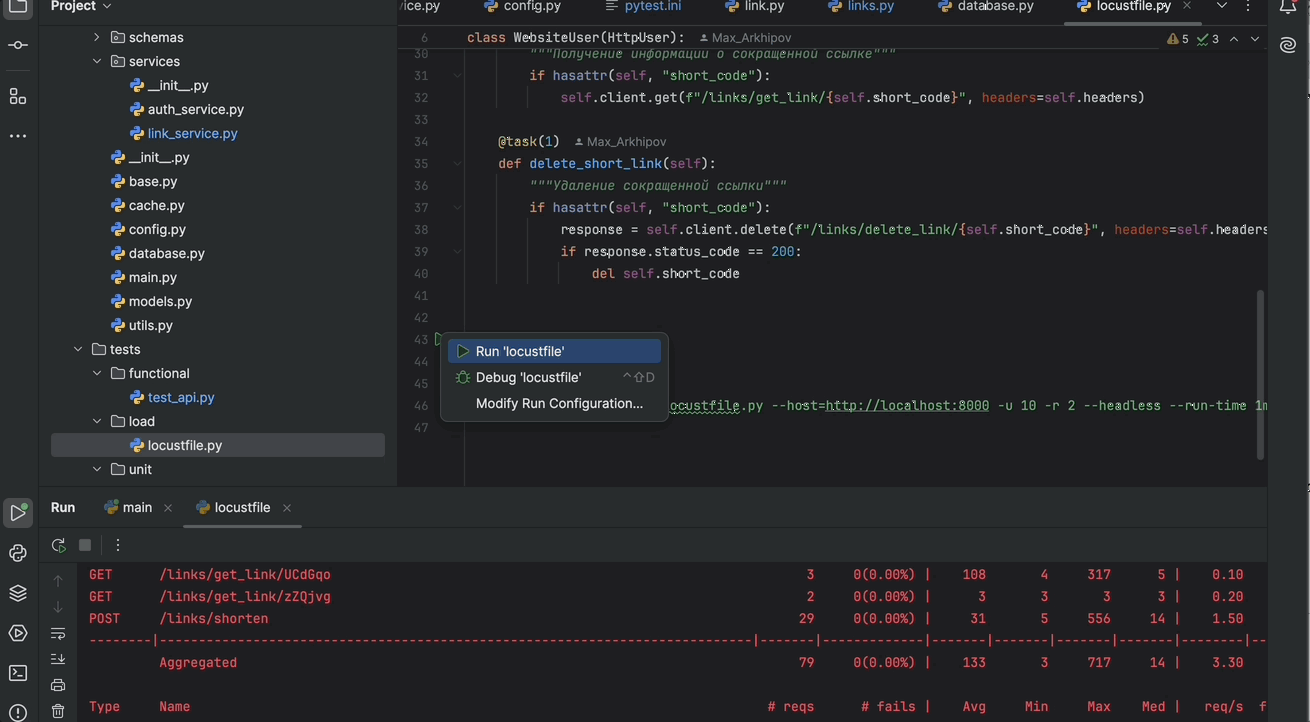 Project
ice.py config.py pytest.ini link.py links.py database.py locustfile.py
schemas
services
__init__.py
auth_service.py
link_service.py
__init__.py
base.py
cache.py
config.py
database.py
main.py
models.py
utils.py
tests
functional
test_api.py
load
locustfile.py
unit
6 class WebsiteUser(HttpUser): Max_Arkhipov 5 3
30 """Получение информации о сокращенной ссылке"""
31 if hasattr(self, "short_code"):
32 self.client.get(f"/links/get_link/{self.short_code}", headers=self.headers)
33
34 @task(1) Max_Arkhipov
35 def delete_short_link(self):
36 """Удаление сокращенной ссылки"""
37 if hasattr(self, "short_code"):
38 response = self.client.delete(f"/links/delete_link/{self.short_code}", headers=self.headers
39 if response.status_code == 200:
40 del self.short_code
41
42
43
44
45
46 ocustfile.py --host=http://localhost:8000 -u 10 -r 2 --headless --run-time 1m
47
Run 'locustfile'
Debug 'locustfile' ^⇧D
Modify Run Configuration...
Run main locustfile
GET /links/get_link/UCdGqo 3 0(0.00%) | 108 4 317 5 | 0.10
GET /links/get_link/zZQjvg 2 0(0.00%) | 3 3 3 3 | 0.20
POST /links/shorten 29 0(0.00%) | 31 5 556 14 | 1.50
Aggregated 79 0(0.00%) | 133 3 717 14 | 3.30
Type Name # reqs # fails | Avg Min Max Med | req/s f